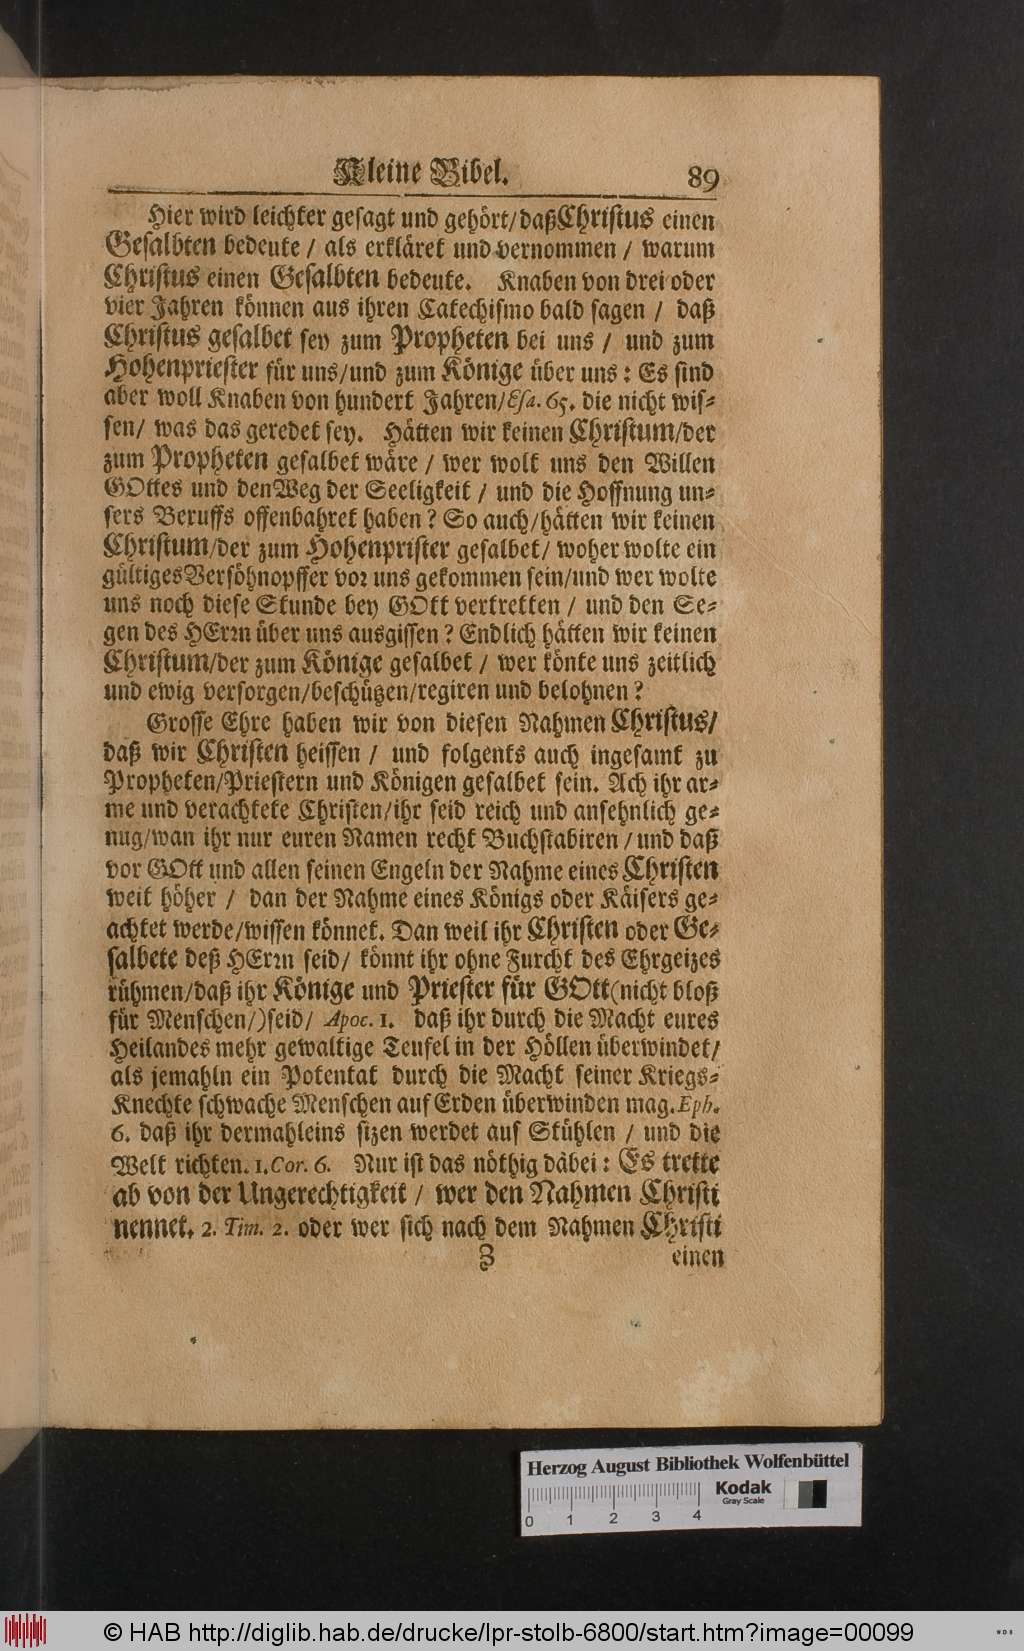 Kleine Bibel. 89
Hier wird leichter gesagt und gehört/daß Christus einen
Gesalbten bedeute / als erkläret und vernommen / warum
Christus einen Gesalbten bedeute. Knaben von drei oder
vier Jahren können aus ihren Catechismo bald sagen / daß
Christus gesalbet sey zum Propheten bei uns / und zum
Hohenpriester für uns/und zum Könige über uns: Es sind
aber woll Knaben von hundert Jahren/Esa. 65. die nicht wis-
sen/ was das geredet sey. Hätten wir keinen Christum/der
zum Propheten gesalbet wäre / wer wolt uns den Willen
GOttes und den Weg der Seeligkeit / und die Hoffnung un-
sers Beruffs offenbahret haben? So auch/hätten wir keinen
Christum/der zum Hohenprister gesalbet/ woher wolte ein
gültiges Versöhnopffer vor uns gekommen sein/und wer wolte
uns noch diese Stunde bey GOtt vertretten / und den Se-
gen des HErrn über uns ausgissen? Endlich hätten wir keinen
Christum/der zum Könige gesalbet / wer könte uns zeitlich
und ewig versorgen/beschützen/regiren und belohnen?
Grosse Ehre haben wir von diesen Nahmen Christus/
daß wir Christen heissen / und folgents auch ingesamt zu
Propheten/Priestern und Königen gesalbet sein. Ach ihr ar-
me und verachtete Christen/ihr seid reich und ansehnlich ge-
nug/wan ihr nur euren Namen recht Buchstabiren / und daß
vor GOtt und allen seinen Engeln der Nahme eines Christen
weit höher / dan der Nahme eines Königs oder Käisers ge-
achtet werde/wissen könnet. Dan weil ihr Christen oder Ge-
salbete deß HErrn seid/ könnt ihr ohne Furcht des Ehrgeizes
rühmen/daß ihr Könige und Priester für GOtt(nicht bloß
für Menschen/)seid/ Apoc. 1. daß ihr durch die Macht eures
Heilandes mehr gewaltige Teufel in der Höllen überwindet/
als jemahln ein Potentat durch die Macht seiner Kriegs-
Knechte schwache Menschen auf Erden überwinden mag. Eph.
6. daß ihr dermahleins sizen werdet auf Stühlen / und die
Welt richten. 1. Cor. 6. Nur ist das nöthig dabei: Es trette
ab von der Ungerechtigkeit / wer den Nahmen Christi
nennet. 2. Tim. 2. oder wer sich nach dem Nahmen Christi
Z einen
Herzog August Bibliothek Wolfenbüttel
Kodak
Gray Scale
0 1 2 3 4
© HAB http://diglib.hab.de/drucke/lpr-stolb-6800/start.htm?image=00099